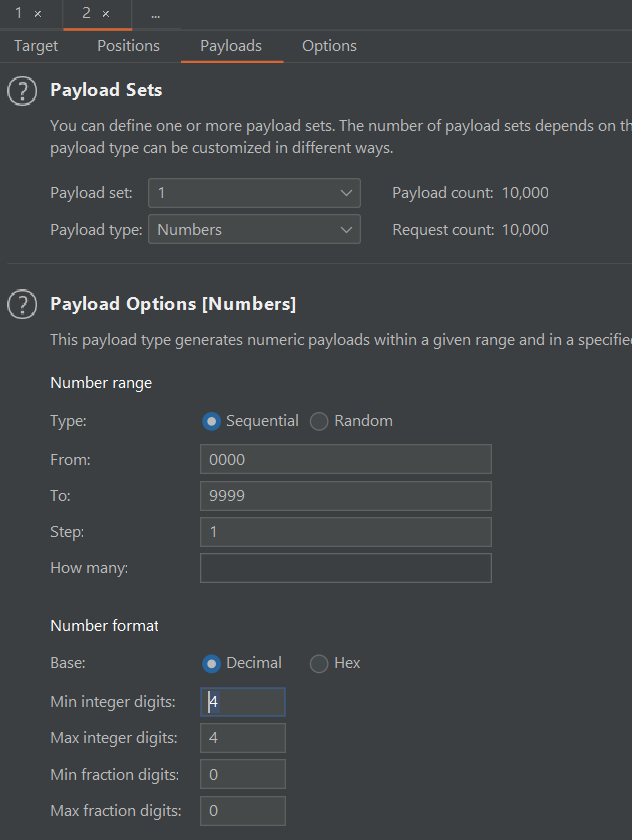 1 × 2 × ...
Target Positions Payloads Options
? Payload Sets
You can define one or more payload sets. The number of payload sets depends on th
payload type can be customized in different ways.
Payload set: 1 Payload count: 10,000
Payload type: Numbers Request count: 10,000
? Payload Options [Numbers]
This payload type generates numeric payloads within a given range and in a specifie
Number range
Type: Sequential Random
From: 0000
To: 9999
Step: 1
How many:
Number format
Base: Decimal Hex
Min integer digits: 4
Max integer digits: 4
Min fraction digits: 0
Max fraction digits: 0